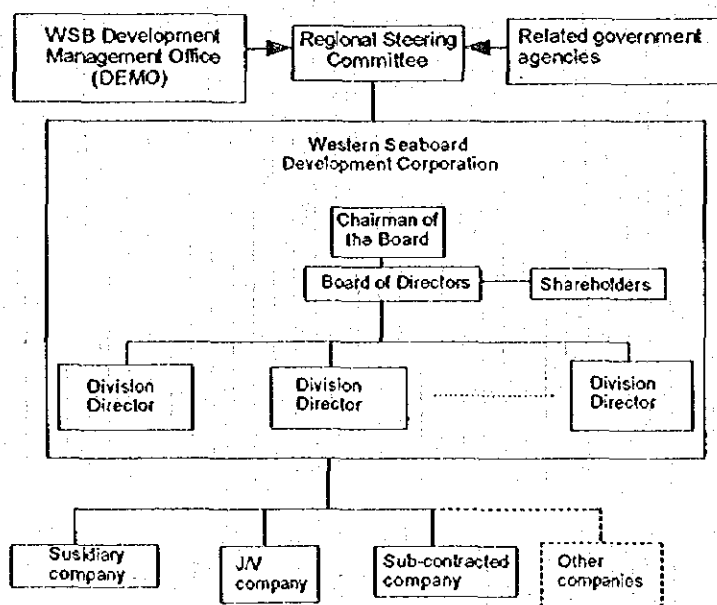 WSB Development
Management Office
(DEMO)
Regional Steering
Committee
Related government
agencies
Western Seaboard
Development Corporation
Chairman of
the Board
Board of Directors
Shareholders
Division
Director
Division
Director
Division
Director
Susidiary
company
J/V
company
Sub-contracted
company
Other
companies